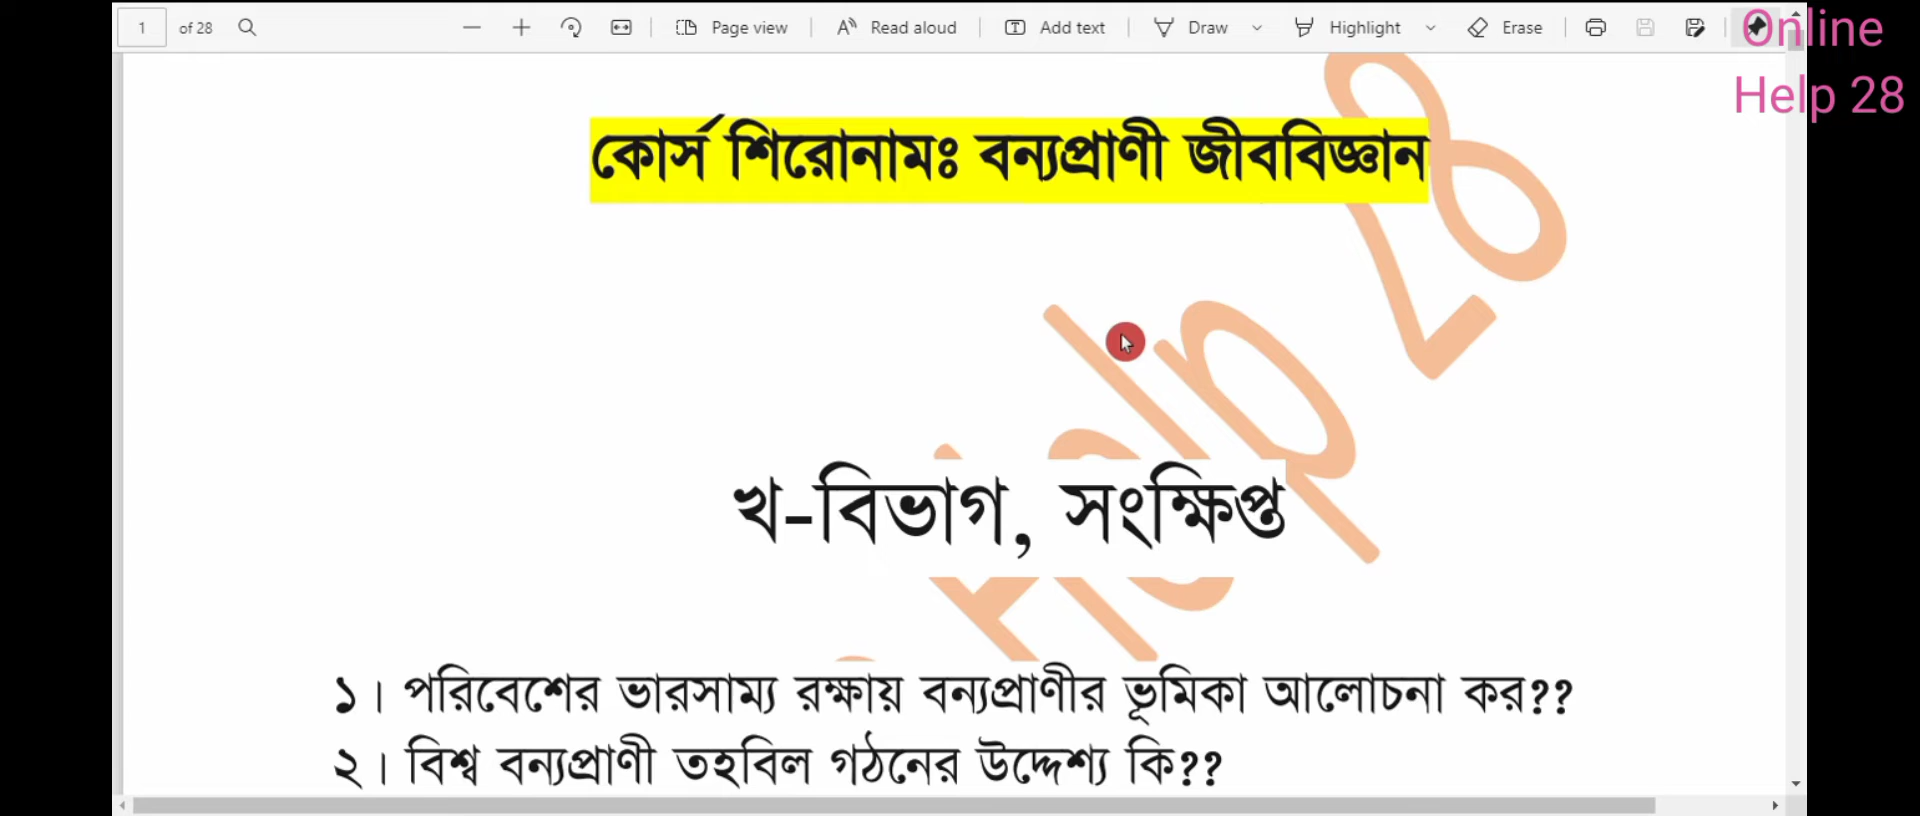 1 of 28 Page view Read aloud Add text Draw Highlight Erase
Online
Help 28
কোর্স শিরোনামঃ বন্যপ্রাণী জীববিজ্ঞান
খ-বিভাগ, সংক্ষিপ্ত
১। পরিবেশের ভারসাম্য রক্ষায় বন্যপ্রাণীর ভূমিকা আলোচনা কর??
২। বিশ্ব বন্যপ্রাণী তহবিল গঠনের উদ্দেশ্য কি??